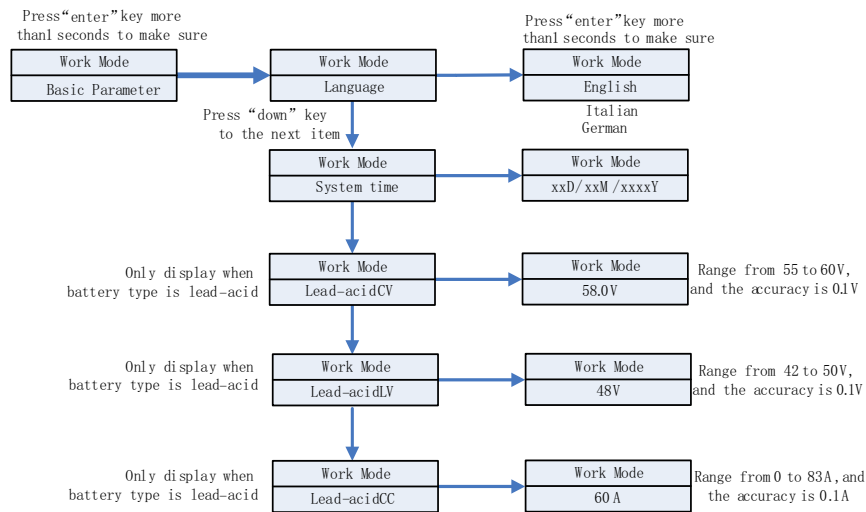 Press“enter”key more
than1 seconds to make sure
Press“enter”key more
than1 seconds to make sure
Work Mode
Basic Parameter
Work Mode
Language
Work Mode
English
Italian
German
Press “down” key
to the next item
Work Mode
System time
Work Mode
xxD/xxM/xxxxY
Only display when
battery type is lead-acid
Work Mode
Lead-acidCV
Work Mode
58.0V
Range from 55 to 60V,
and the accuracy is 0.1V
Only display when
battery type is lead-acid
Work Mode
Lead-acidLV
Work Mode
48V
Range from 42 to 50V,
and the accuracy is 0.1V
Only display when
battery type is lead-acid
Work Mode
Lead-acidCC
Work Mode
60A
Range from 0 to 83A, and
the accuracy is 0.1A